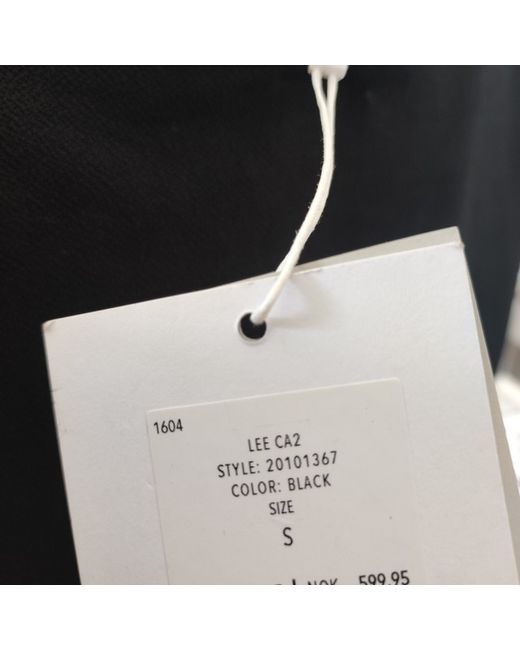 1604
LEE CA2
STYLE: 20101367
COLOR: BLACK
SIZE
S
NOK 599.95